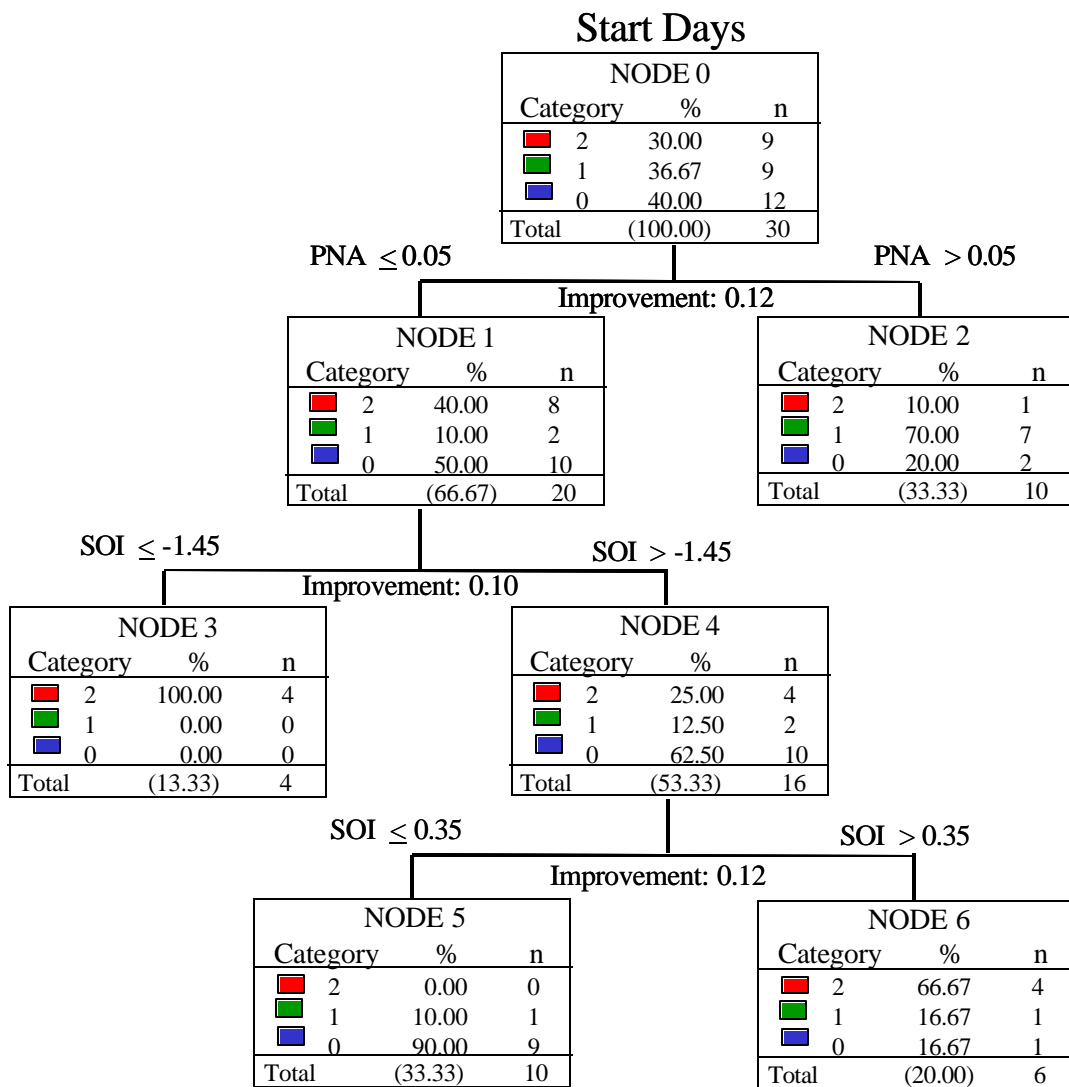 Start Days
NODE 0
Category % n
2 30.00 9
1 36.67 9
0 40.00 12
Total (100.00) 30
PNA ≤ 0.05 PNA > 0.05
Improvement: 0.12
NODE 1
Category % n
2 40.00 8
1 10.00 2
0 50.00 10
Total (66.67) 20
NODE 2
Category % n
2 10.00 1
1 70.00 7
0 20.00 2
Total (33.33) 10
SOI ≤ -1.45 SOI > -1.45
Improvement: 0.10
NODE 3
Category % n
2 100.00 4
1 0.00 0
0 0.00 0
Total (13.33) 4
NODE 4
Category % n
2 25.00 4
1 12.50 2
0 62.50 10
Total (53.33) 16
SOI ≤ 0.35 SOI > 0.35
Improvement: 0.12
NODE 5
Category % n
2 0.00 0
1 10.00 1
0 90.00 9
Total (33.33) 10
NODE 6
Category % n
2 66.67 4
1 16.67 1
0 16.67 1
Total (20.00) 6